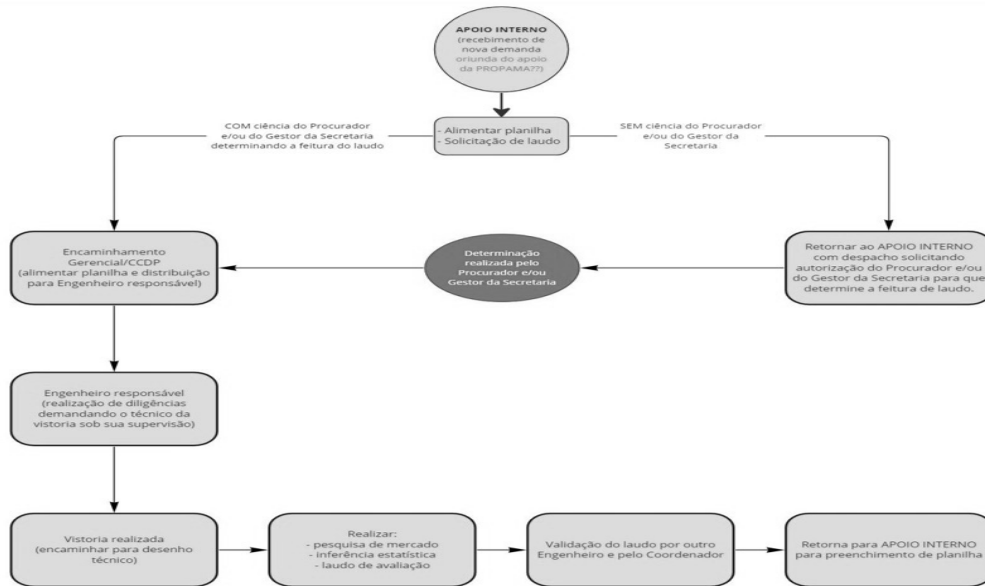 APOIO INTERNO
(recebimento de
nova demanda
oriunda do apoio
da PROPAMA??)
- Alimentar planilha
- Solicitação de laudo
COM ciência do Procurador
e/ou do Gestor da Secretaria
determinando a feitura do laudo
SEM ciência do Procurador
e/ou do Gestor da
Secretaria
Encaminhamento
Gerencial/CCDP
(alimentar planilha e distribuição
para Engenheiro responsável)
Determinação
realizada pelo
Procurador e/ou
Gestor da Secretaria
Retornar ao APOIO INTERNO
com despacho solicitando
autorização do Procurador e/ou
do Gestor da Secretaria para que
determine a feitura de laudo.
Engenheiro responsável
(realização de diligências
demandando o técnico da
vistoria sob sua supervisão)
Vistoria realizada
(encaminhar para desenho
técnico)
Realizar:
- pesquisa de mercado
- inferência estatística
- laudo de avaliação
Validação do laudo por outro
Engenheiro e pelo Coordenador
Retorna para APOIO INTERNO
para preenchimento de planilha